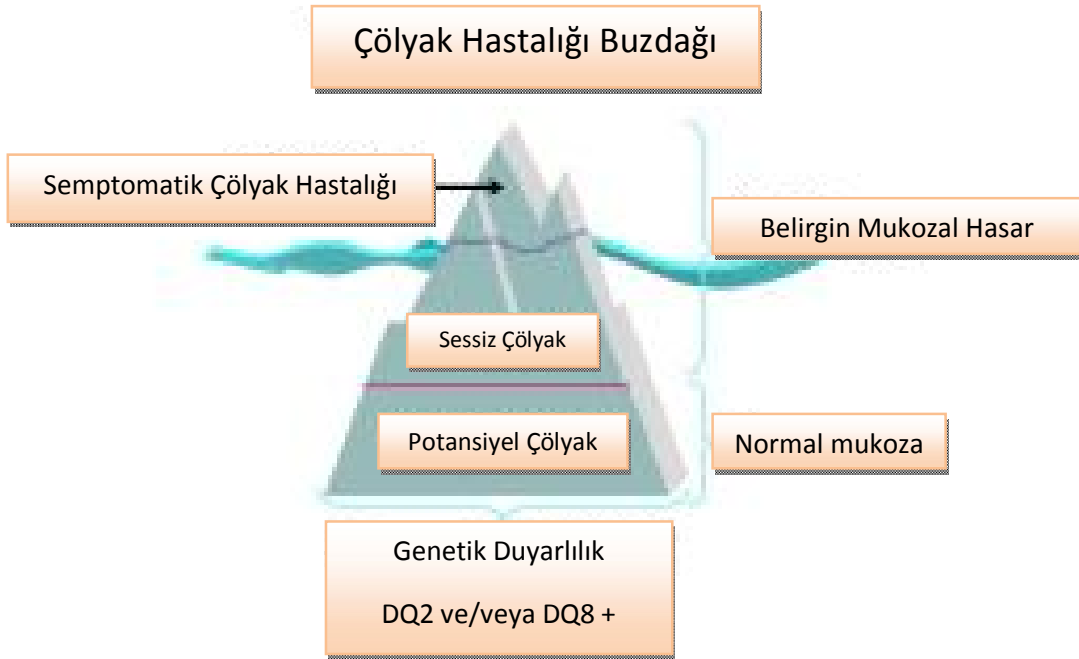 Çölyak Hastalığı Buzdağı
Semptomatik Çölyak Hastalığı
Belirgin Mukozal Hasar
Sessiz Çölyak
Potansiyel Çölyak
Normal mukoza
Genetik Duyarlılık
DQ2 ve/veya DQ8 +